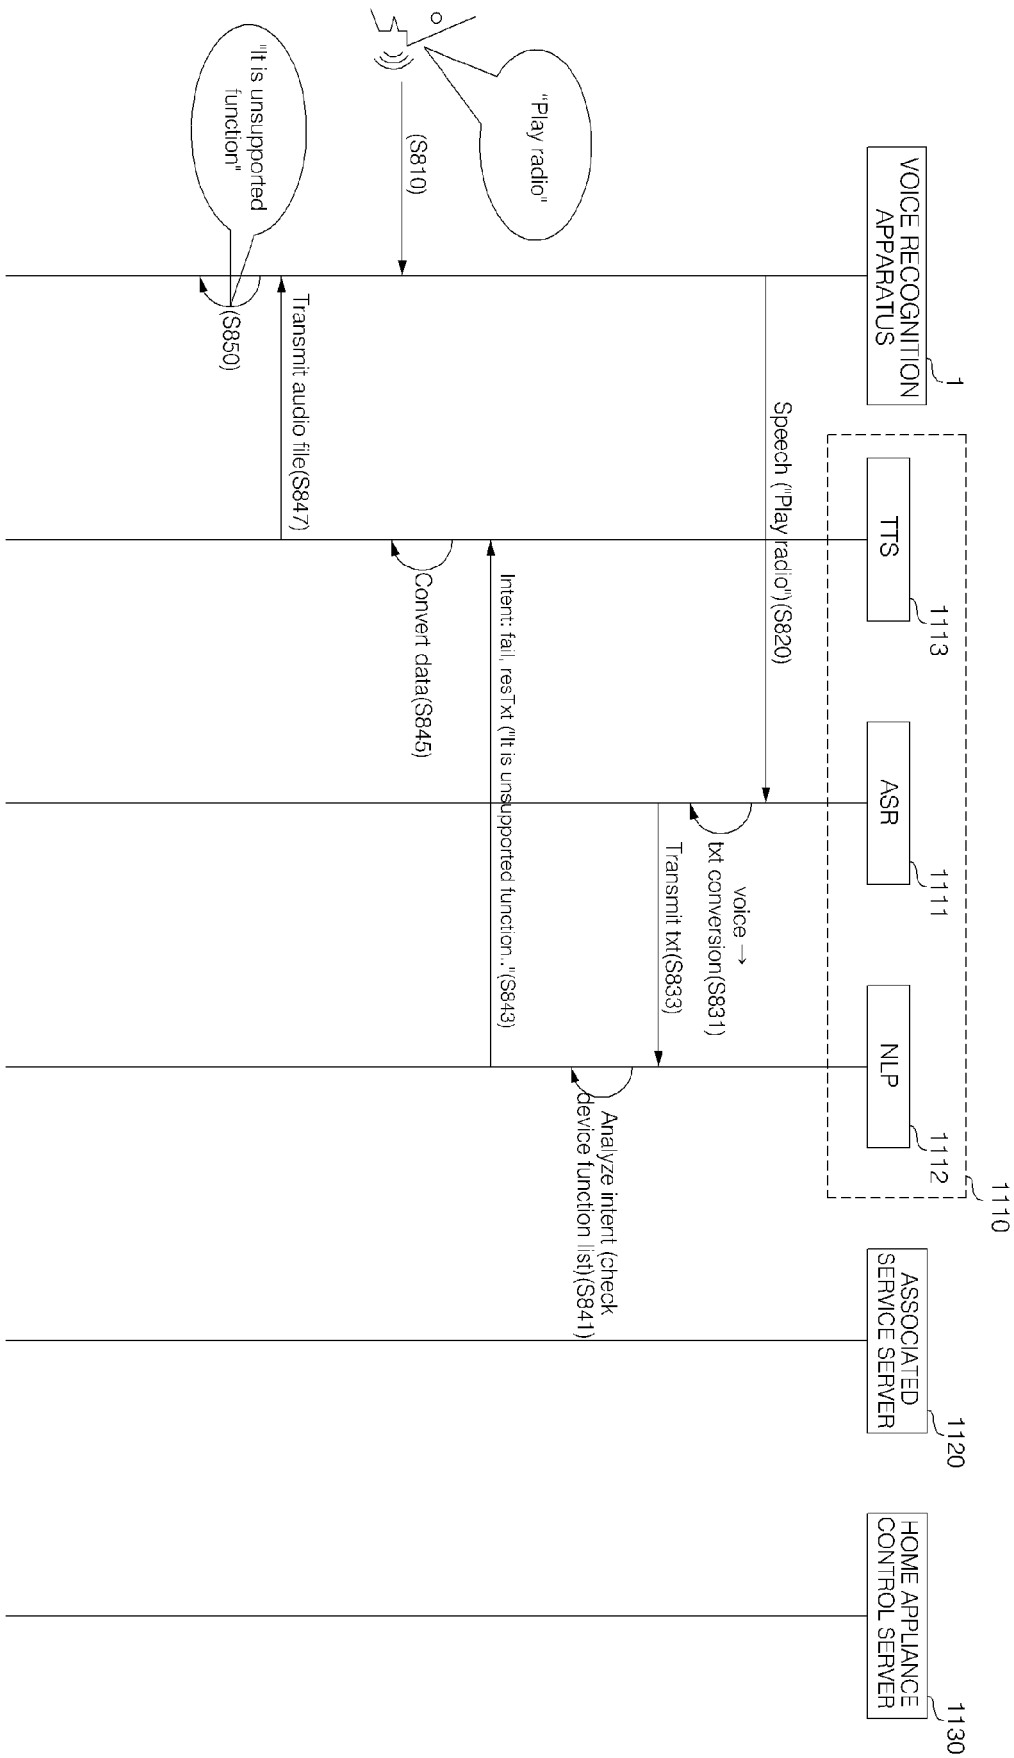 1110
1
1113
1111
1112
1120
1130
VOICE RECOGNITION
APPARATUS
TTS
ASR
NLP
ASSOCIATED
SERVICE SERVER
HOME APPLIANCE
CONTROL SERVER
Speech ("Play radio")(S820)
voice →
txt conversion(S831)
Transmit txt(S833)
Analyze intent (check
device function list)(S841)
"Play radio"
Intent: fail, resTxt ("It is unsupported function.."(S843)
(S810)
Convert data(S845)
Transmit audio file(S847)
"It is unsupported
function"
(S850)